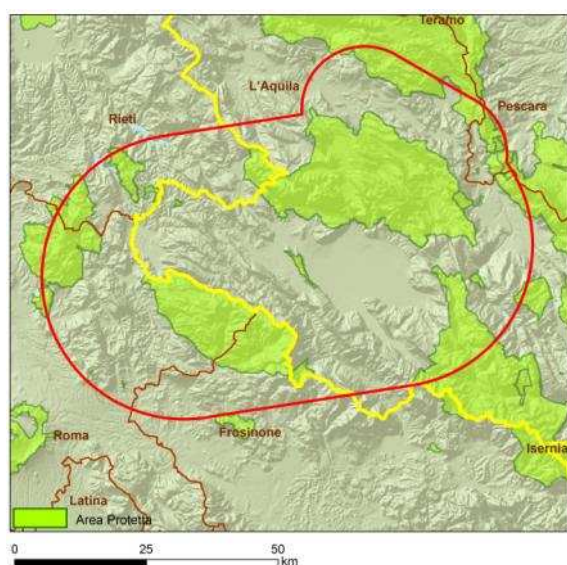 Teramo
L'Aquila
Pescara
Rieti
Roma
Frosinone
Isernia
Latina
Area Protetta
0 25 50
km